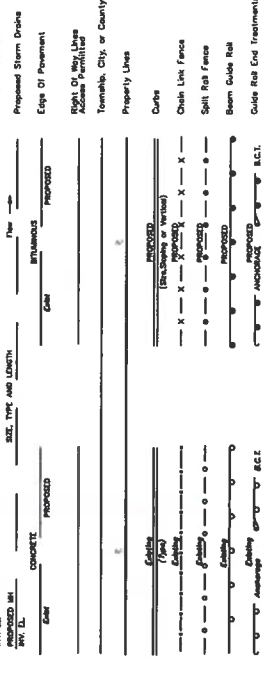 PROPOSED MH
INV. EL.
SIZE, TYPE AND LENGTH
Flow
Proposed Storm Drains
CONCRETE
BITUMINOUS
Exist
PROPOSED
Exist
PROPOSED
Edge Of Pavement
Right Of Way Lines
Access Permitted
Township, City, or County
Property Lines
Existing
(Type)
PROPOSED
(Size, Sloping or Vertical)
Curbs
Existing
PROPOSED
Chain Link Fence
Existing
PROPOSED
Split Rail Fence
Existing
PROPOSED
Beam Guide Rail
Existing
PROPOSED
Guide Rail End Treatment
Anchorage
B.C.T.
ANCHORAGE
B.C.T.